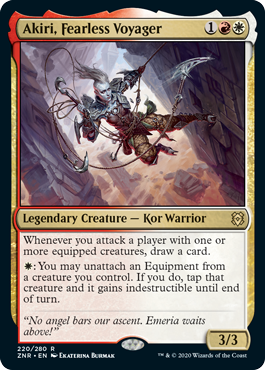 Akiri, Fearless Voyager 1RW
Legendary Creature — Kor Warrior
Whenever you attack a player with one or
more equipped creatures, draw a card.
W: You may unattach an Equipment from
a creature you control. If you do, tap that
creature and it gains indestructible until
end of turn.
“No angel bars our ascent. Emeria waits
above!”
3/3
220/280 R
ZNR • EN EKATERINA BURMAK
™ & © 2020 Wizards of the Coast